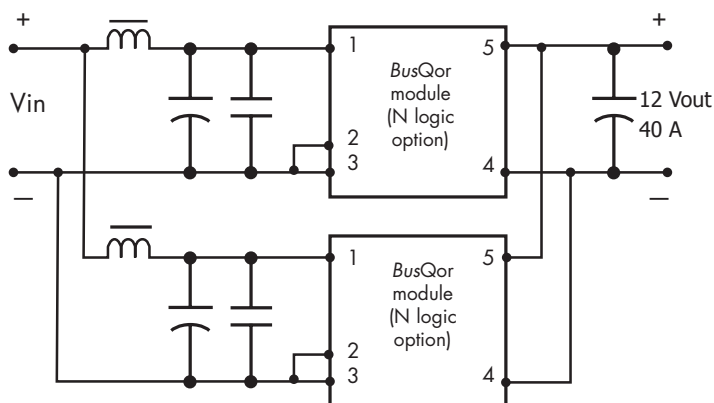 +
+
1
5
BusQor
module
(N logic
option)
Vin
12 Vout
40 A
2
3
4
—
—
1
5
BusQor
module
(N logic
option)
2
3
4